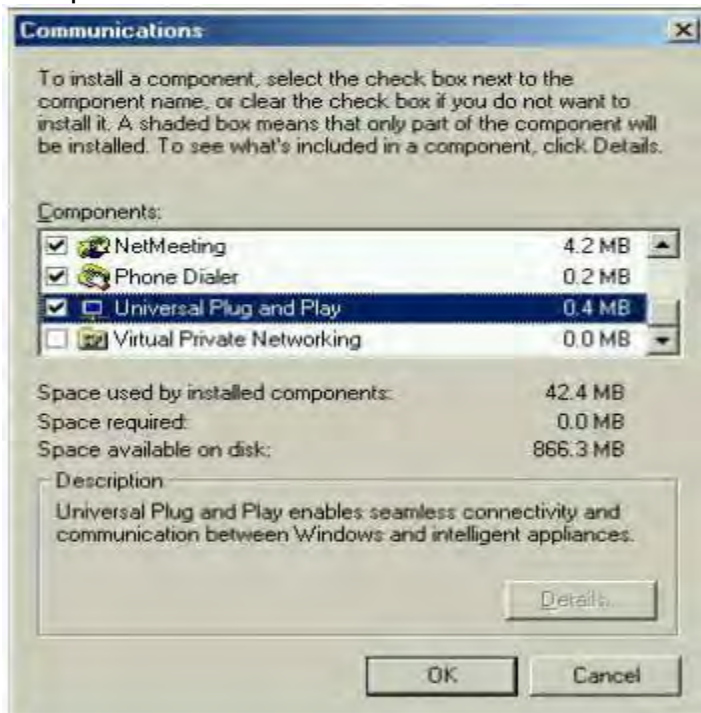 Communications
To install a component, select the check box next to the
component name, or clear the check box if you do not want to
install it. A shaded box means that only part of the component will
be installed. To see what's included in a component, click Details.
Components:
NetMeeting 4.2 MB
Phone Dialer 0.2 MB
Universal Plug and Play 0.4 MB
Virtual Private Networking 0.0 MB
Space used by installed components: 42.4 MB
Space required: 0.0 MB
Space available on disk: 866.3 MB
Description
Universal Plug and Play enables seamless connectivity and
communication between Windows and intelligent appliances.
Details...
OK Cancel